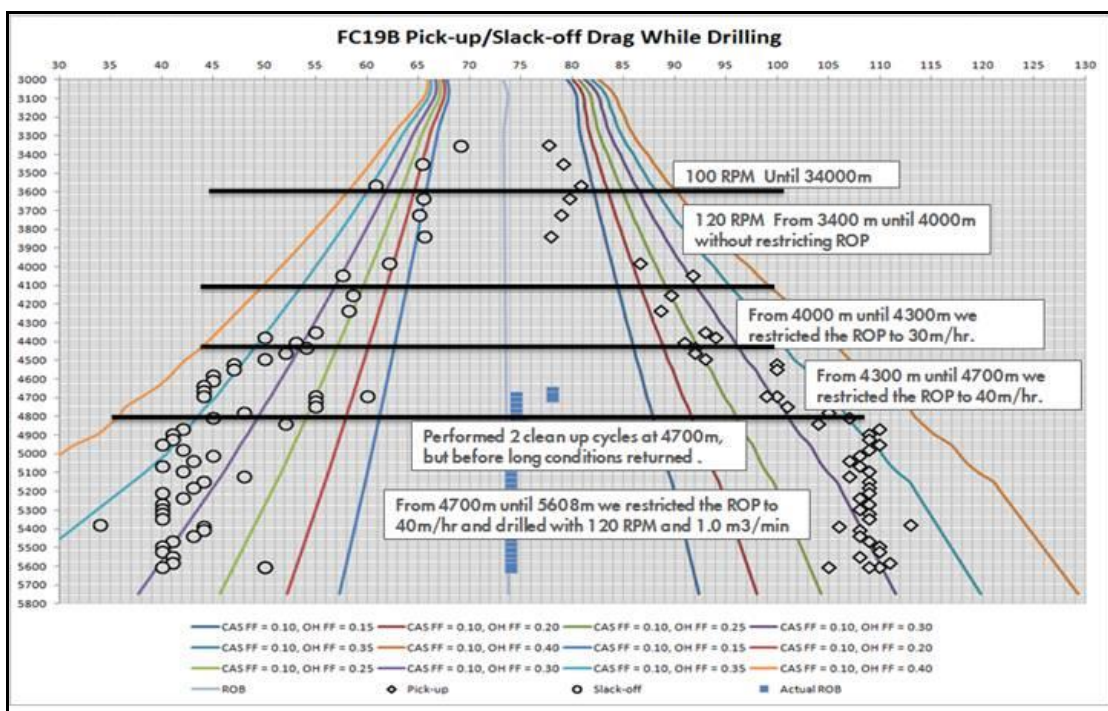 FC19B Pick-up/Slack-off Drag While Drilling
30 35 40 45 50 55 60 65 70 75 80 85 90 95 100 105 110 115 120 125 130
3000
3100
3200
3300
3400
3500
3600
3700
3800
3900
4000
4100
4200
4300
4400
4500
4600
4700
4800
4900
5000
5100
5200
5300
5400
5500
5600
5700
5800
100 RPM Until 34000m
120 RPM From 3400 m until 4000m
without restricting ROP
From 4000 m until 4300m we
restricted the ROP to 30m/hr.
From 4300 m until 4700m we
restricted the ROP to 40m/hr.
Performed 2 clean up cycles at 4700m,
but before long conditions returned .
From 4700m until 5608m we restricted the ROP to
40m/hr and drilled with 120 RPM and 1.0 m3/min
CAS FF = 0.10, OH FF = 0.15 CAS FF = 0.10, OH FF = 0.20 CAS FF = 0.10, OH FF = 0.25 CAS FF = 0.10, OH FF = 0.30
CAS FF = 0.10, OH FF = 0.35 CAS FF = 0.10, OH FF = 0.40 CAS FF = 0.10, OH FF = 0.15 CAS FF = 0.10, OH FF = 0.20
CAS FF = 0.10, OH FF = 0.25 CAS FF = 0.10, OH FF = 0.30 CAS FF = 0.10, OH FF = 0.35 CAS FF = 0.10, OH FF = 0.40
ROB Pick-up Slack-off Actual ROB